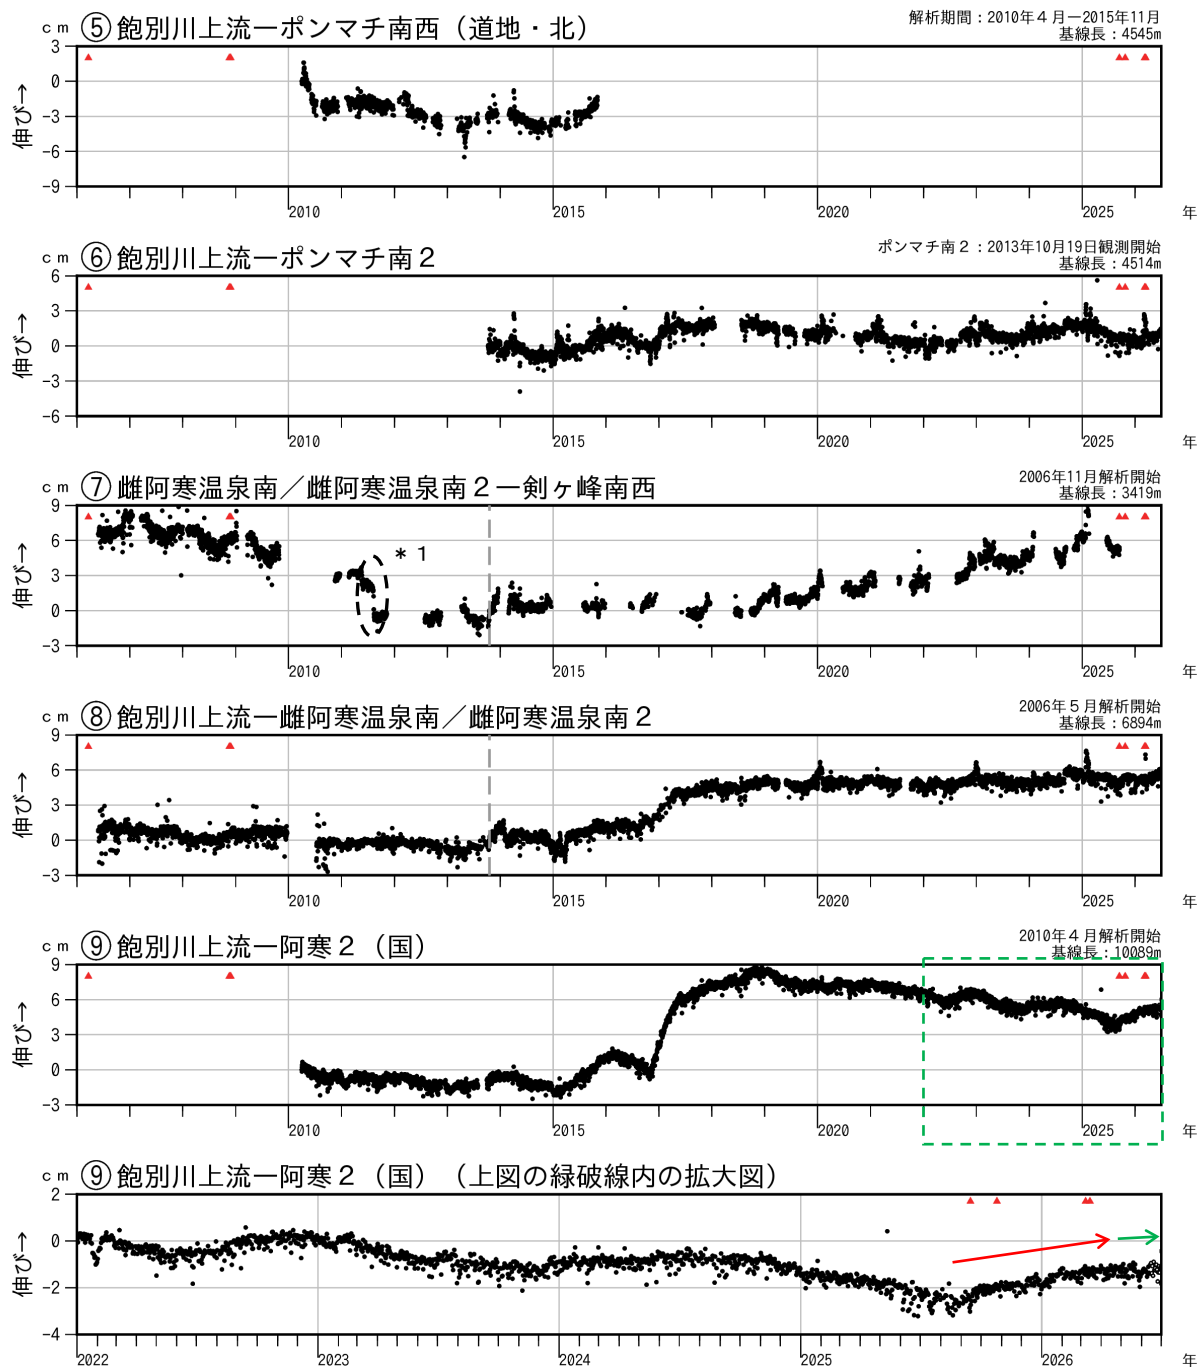 cm ⑤飽別川上流ーポンマチ南西（道地・北）
解析期間：2010年４月ー2015年11月
基線長：4545m
3
0
-3
-6
-9
伸び→
2010 2015 2020 2025 年
cm ⑥飽別川上流ーポンマチ南２
ポンマチ南２：2013年10月19日観測開始
基線長：4514m
6
3
0
-3
-6
伸び→
2010 2015 2020 2025 年
cm ⑦雌阿寒温泉南／雌阿寒温泉南２ー剣ヶ峰南西
2006年11月解析開始
基線長：3419m
9
6
3
0
-3
伸び→
＊１
2010 2015 2020 2025 年
cm ⑧飽別川上流ー雌阿寒温泉南／雌阿寒温泉南２
2006年５月解析開始
基線長：6894m
9
6
3
0
-3
伸び→
2010 2015 2020 2025 年
cm ⑨飽別川上流ー阿寒２（国）
2010年４月解析開始
基線長：10089m
9
6
3
0
-3
伸び→
2010 2015 2020 2025 年
cm ⑨飽別川上流ー阿寒２（国）（上図の緑破線内の拡大図）
2
0
-2
-4
伸び→
2022 2023 2024 2025 2026 年